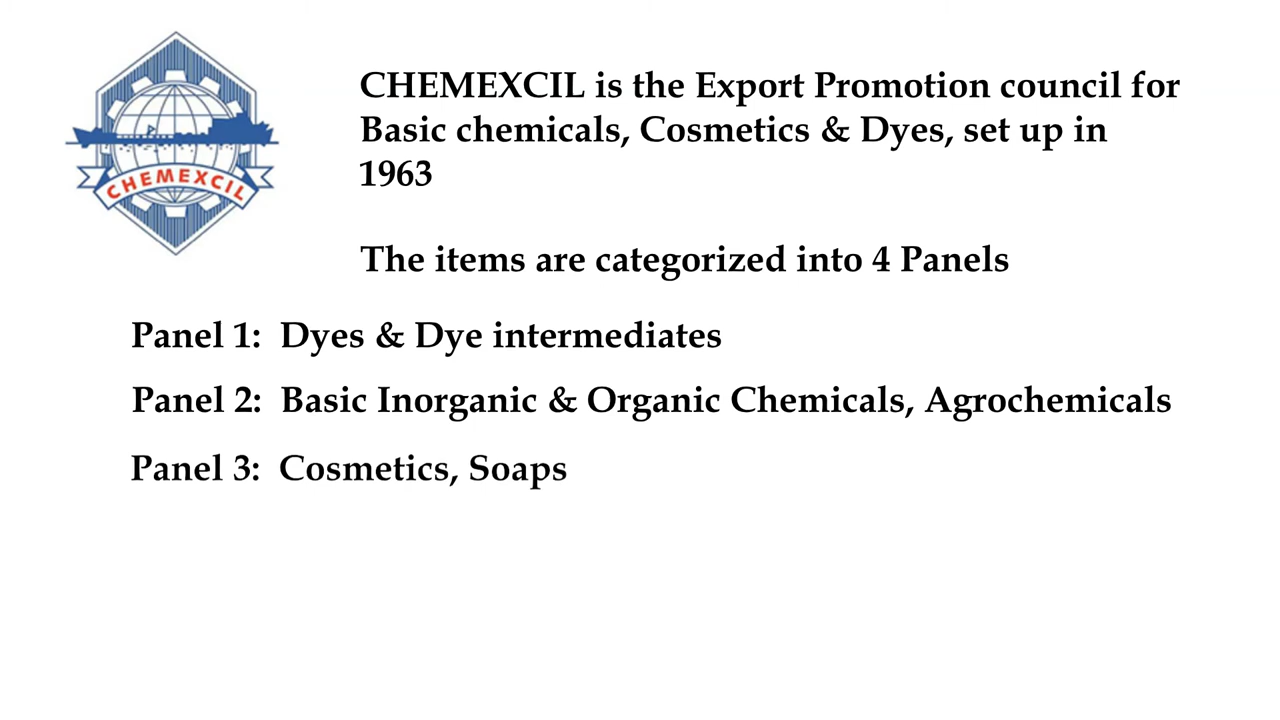 CHEMEXCIL
CHEMEXCIL is the Export Promotion council for
Basic chemicals, Cosmetics & Dyes, set up in
1963
The items are categorized into 4 Panels
Panel 1: Dyes & Dye intermediates
Panel 2: Basic Inorganic & Organic Chemicals, Agrochemicals
Panel 3: Cosmetics, Soaps